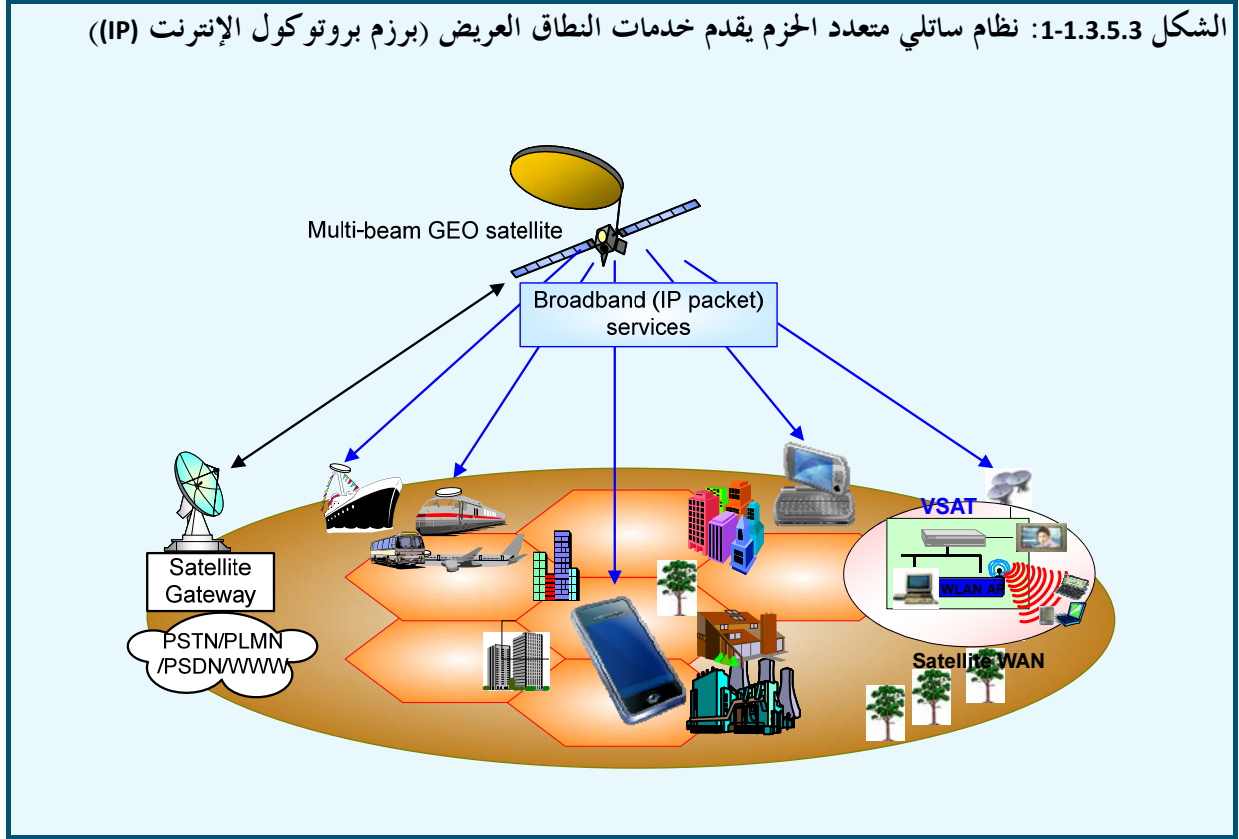 الشكل 1-1.3.5.3: نظام ساتلي متعدد الحزم يقدم خدمات النطاق العريض (برزم بروتوكول الإنترنت (IP))
Multi-beam GEO satellite
Broadband (IP packet)
services
Satellite
Gateway
PSTN/PLMN
/PSDN/WWW
VSAT
WLAN AP
Satellite WAN